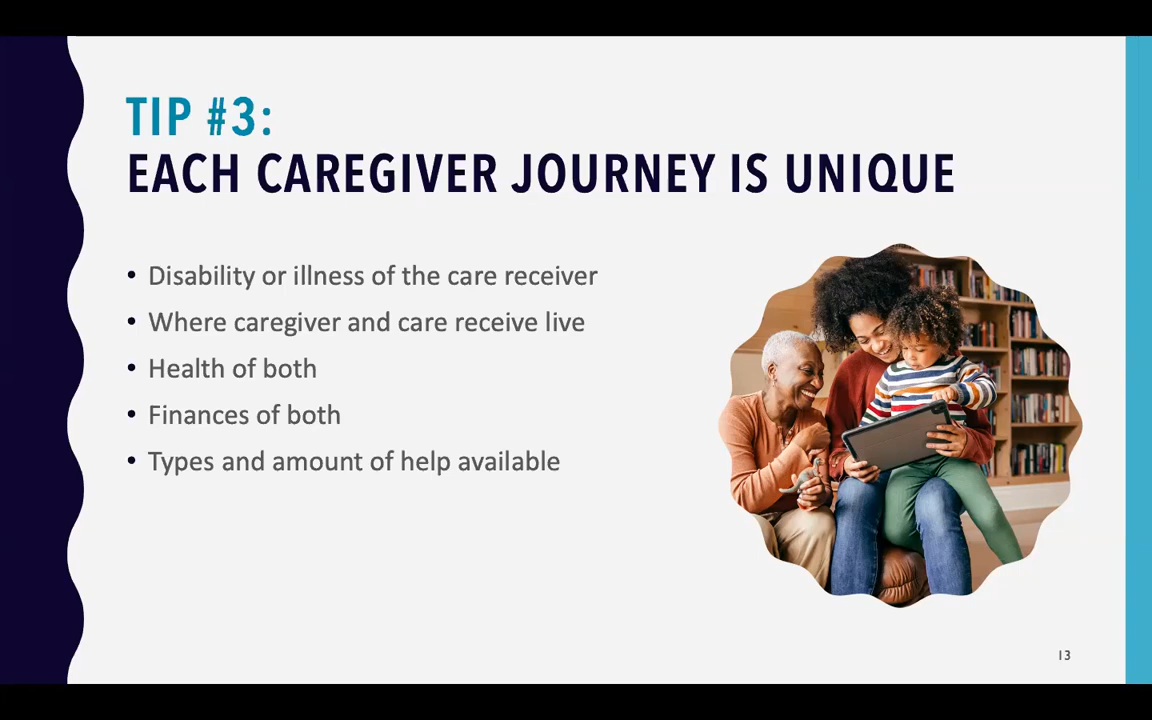 TIP #3:
EACH CAREGIVER JOURNEY IS UNIQUE
• Disability or illness of the care receiver
• Where caregiver and care receive live
• Health of both
• Finances of both
• Types and amount of help available
13